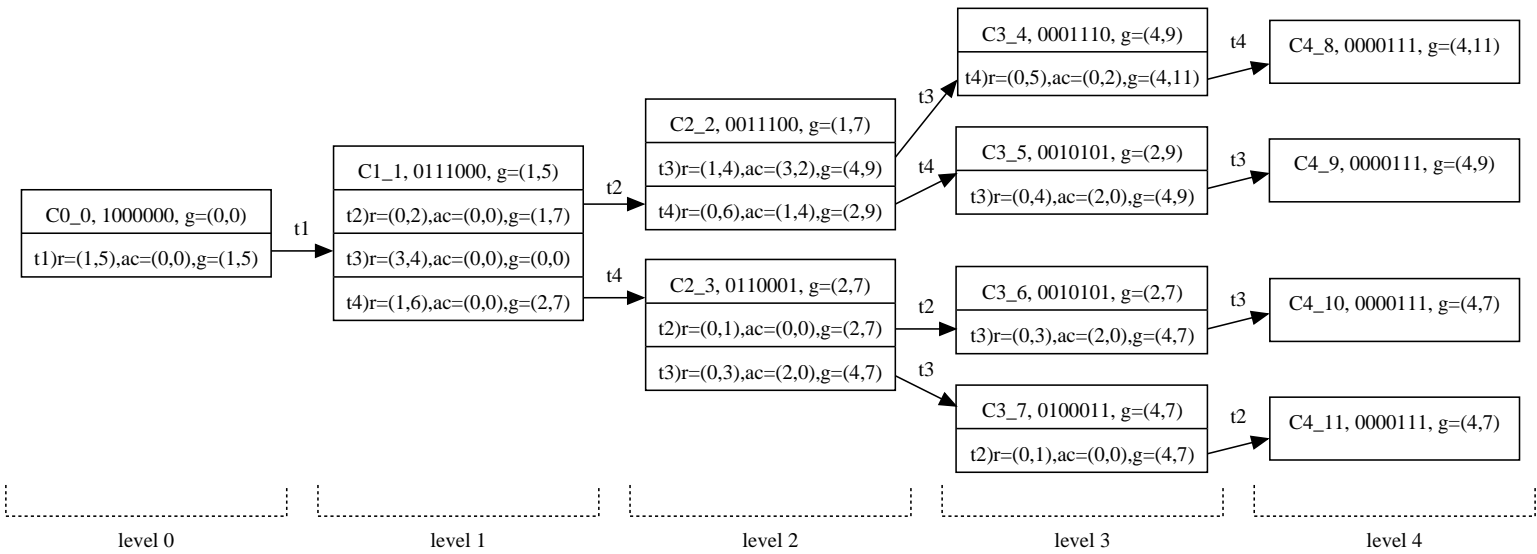 C0_0, 1000000, g=(0,0)
t1)r=(1,5),ac=(0,0),g=(1,5)
t1
C1_1, 0111000, g=(1,5)
t2)r=(0,2),ac=(0,0),g=(1,7)
t3)r=(3,4),ac=(0,0),g=(0,0)
t4)r=(1,6),ac=(0,0),g=(2,7)
t2
t4
C2_2, 0011100, g=(1,7)
t3)r=(1,4),ac=(3,2),g=(4,9)
t4)r=(0,6),ac=(1,4),g=(2,9)
t3
t4
C2_3, 0110001, g=(2,7)
t2)r=(0,1),ac=(0,0),g=(2,7)
t3)r=(0,3),ac=(2,0),g=(4,7)
t2
t3
C3_4, 0001110, g=(4,9)
t4)r=(0,5),ac=(0,2),g=(4,11)
t4
C3_5, 0010101, g=(2,9)
t3)r=(0,4),ac=(2,0),g=(4,9)
t3
C3_6, 0010101, g=(2,7)
t3)r=(0,3),ac=(2,0),g=(4,7)
t3
C3_7, 0100011, g=(4,7)
t2)r=(0,1),ac=(0,0),g=(4,7)
t2
C4_8, 0000111, g=(4,11)
C4_9, 0000111, g=(4,9)
C4_10, 0000111, g=(4,7)
C4_11, 0000111, g=(4,7)
level 0
level 1
level 2
level 3
level 4